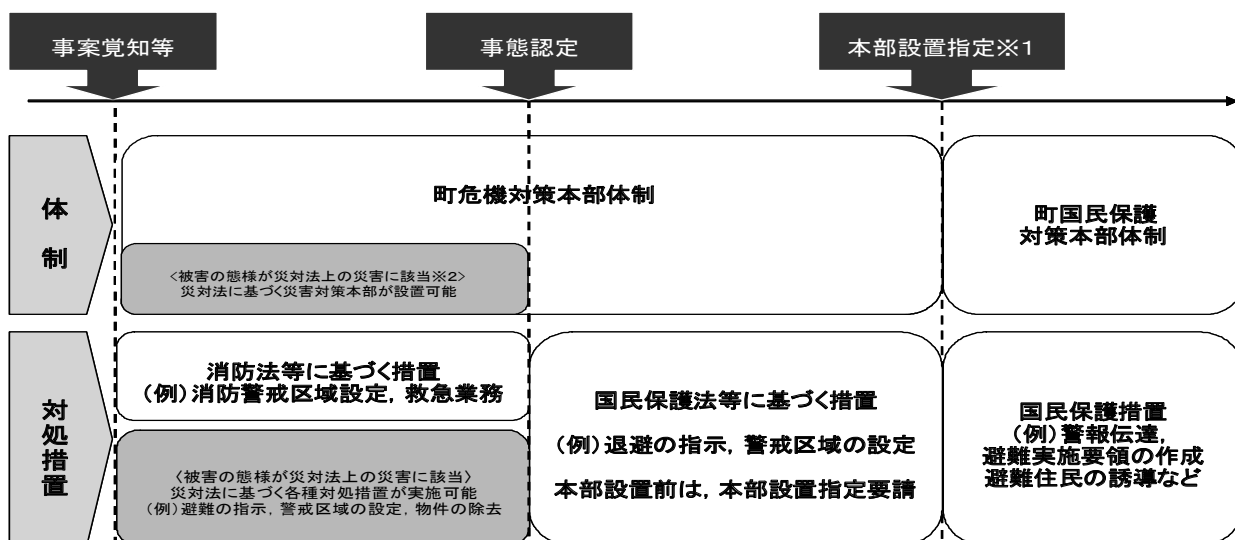 事案覚知等
事態認定
本部設置指定※1
体
制
町危機対策本部体制
<被害の態様が災対法上の災害に該当※2>
災対法に基づく災害対策本部が設置可能
町国民保護
対策本部体制
対
処
措
置
消防法等に基づく措置
(例)消防警戒区域設定,救急業務
〈被害の態様が災対法上の災害に該当〉
災対法に基づく各種対処措置が実施可能
(例)避難の指示,警戒区域の設定,物件の除去
国民保護法等に基づく措置
(例)退避の指示,警戒区域の設定
本部設置前は,本部設置指定要請
国民保護措置
(例)警報伝達,
避難実施要領の作成
避難住民の誘導など